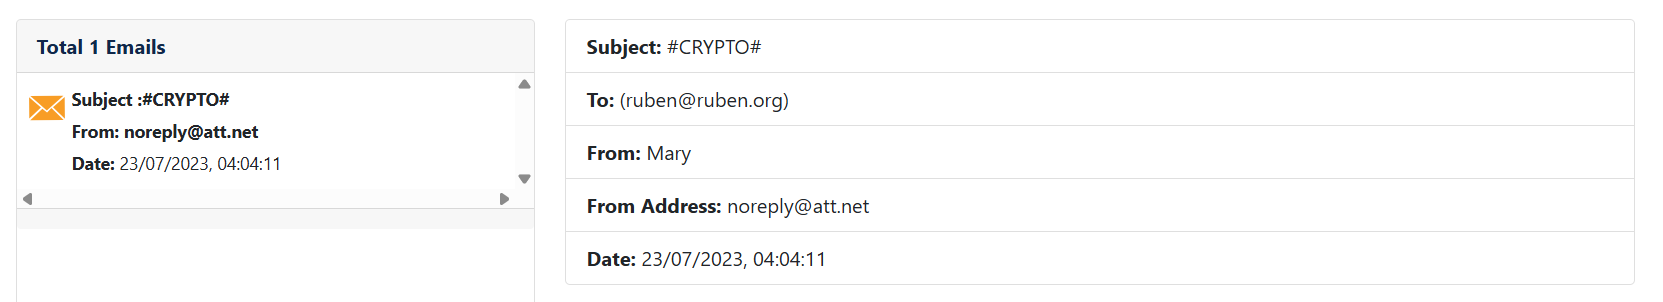 Total 1 Emails
Subject :#CRYPTO#
From: noreply@att.net
Date: 23/07/2023, 04:04:11
Subject: #CRYPTO#
To: (ruben@ruben.org)
From: Mary
From Address: noreply@att.net
Date: 23/07/2023, 04:04:11